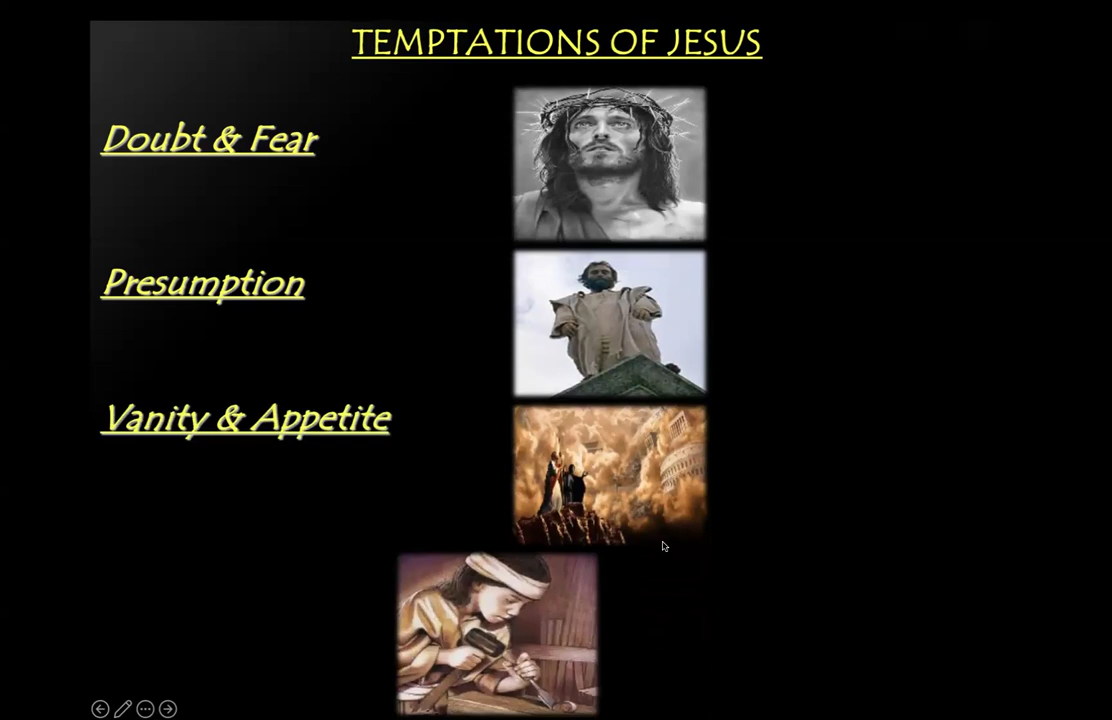 TEMPTATIONS OF JESUS
Doubt & Fear
Presumption
Vanity & Appetite